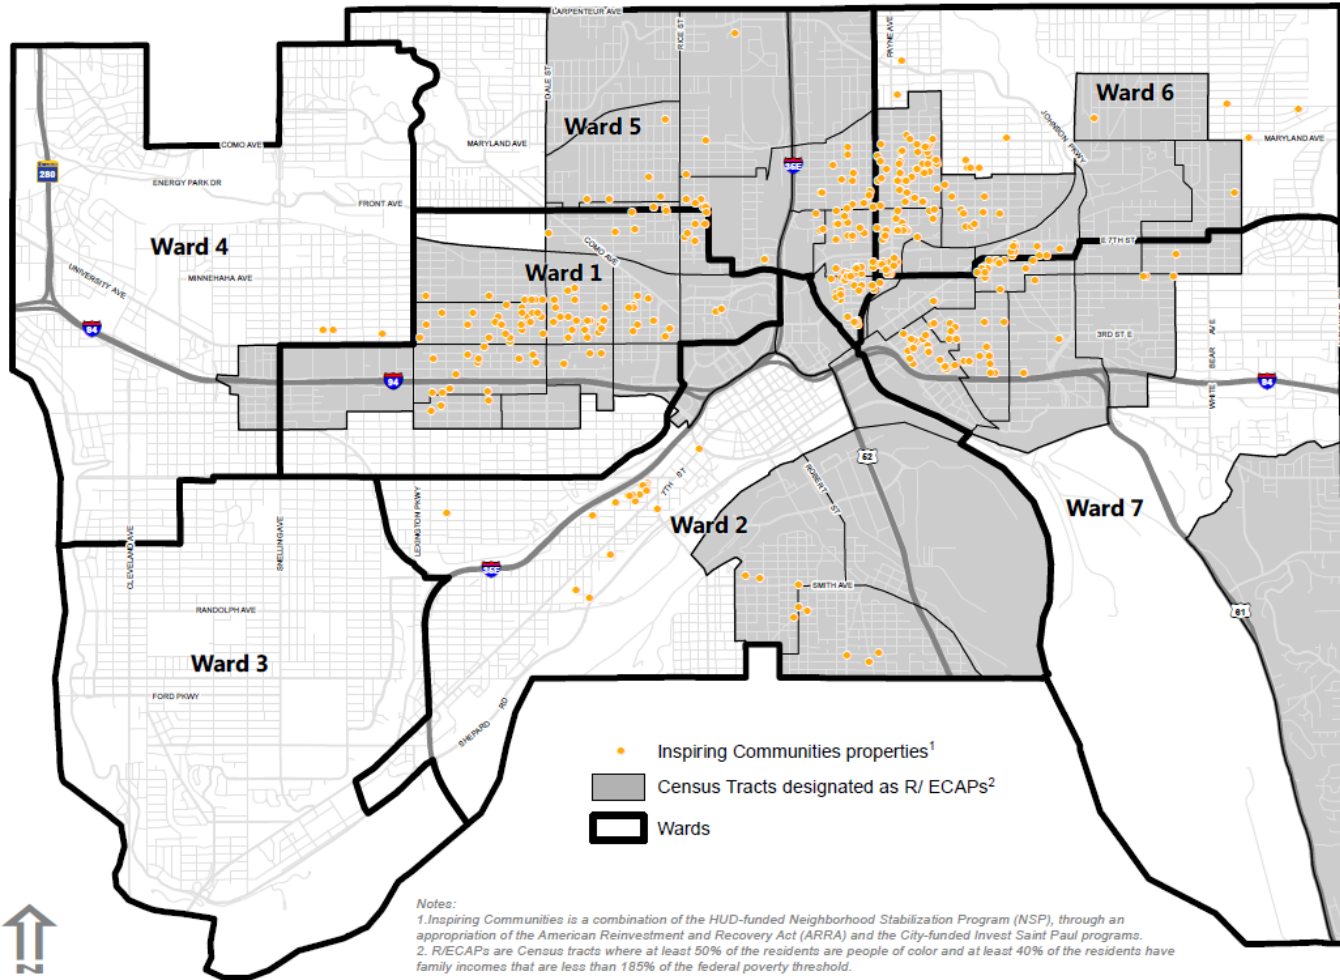 LARPENTEUR AVE
RICE ST
PAYNE AVE
DALE ST
Ward 5
Ward 6
JOHNSON PKWY
MARYLAND AVE
MARYLAND AVE
COMO AVE
35E
280
ENERGY PARK DR
FRONT AVE
Ward 4
COMO AVE
E 7TH ST
Ward 1
MINNEHAHA AVE
UNIVERSITY AVE
94
3RD ST E
WHITE BEAR AVE
94
94
52
7TH ST
ROBERT ST
LEXINGTON PKWY
Ward 2
Ward 7
CLEVELAND AVE
SNELLING AVE
35E
SMITH AVE
RANDOLPH AVE
61
Ward 3
FORD PKWY
SHEPARD RD
Inspiring Communities properties1
Census Tracts designated as R/ ECAPs2
Wards
N
Notes:
1.Inspiring Communities is a combination of the HUD-funded Neighborhood Stabilization Program (NSP), through an
appropriation of the American Reinvestment and Recovery Act (ARRA) and the City-funded Invest Saint Paul programs.
2. R/ECAPs are Census tracts where at least 50% of the residents are people of color and at least 40% of the residents have
family incomes that are less than 185% of the federal poverty threshold.